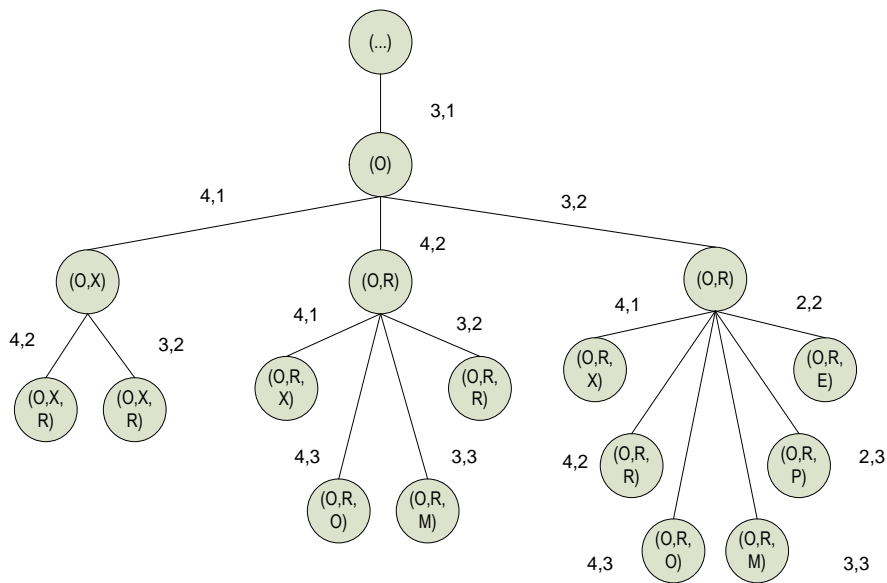 (...)
3,1
(O)
4,1
3,2
4,2
(O,X)
(O,R)
(O,R)
4,1
3,2
4,1
2,2
4,2
3,2
(O,R,
X)
(O,R,
R)
(O,R,
X)
(O,R,
E)
(O,X,
R)
(O,X,
R)
4,3
3,3
4,2
(O,R,
R)
(O,R,
P)
2,3
(O,R,
O)
(O,R,
M)
4,3
(O,R,
O)
(O,R,
M)
3,3